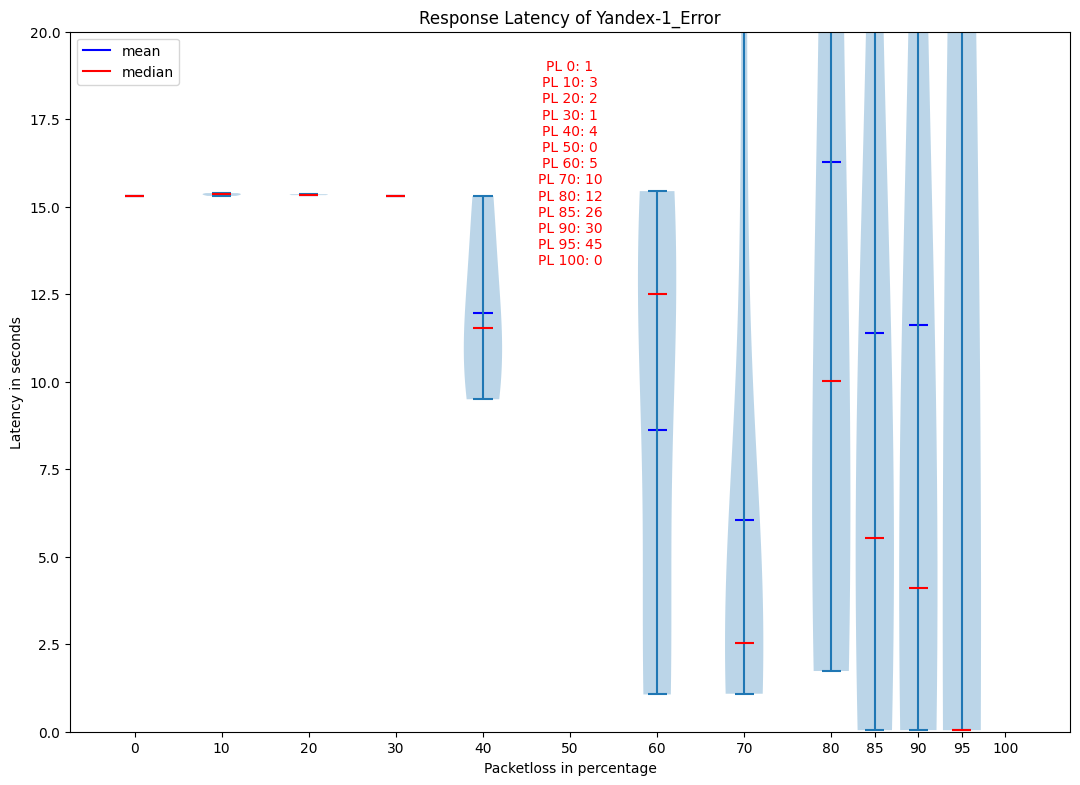 Response Latency of Yandex-1_Error
mean
median
PL 0: 1
PL 10: 3
PL 20: 2
PL 30: 1
PL 40: 4
PL 50: 0
PL 60: 5
PL 70: 10
PL 80: 12
PL 85: 26
PL 90: 30
PL 95: 45
PL 100: 0
20.0
17.5
15.0
12.5
10.0
7.5
5.0
2.5
0.0
Latency in seconds
0 10 20 30 40 50 60 70 80 85 90 95 100
Packetloss in percentage